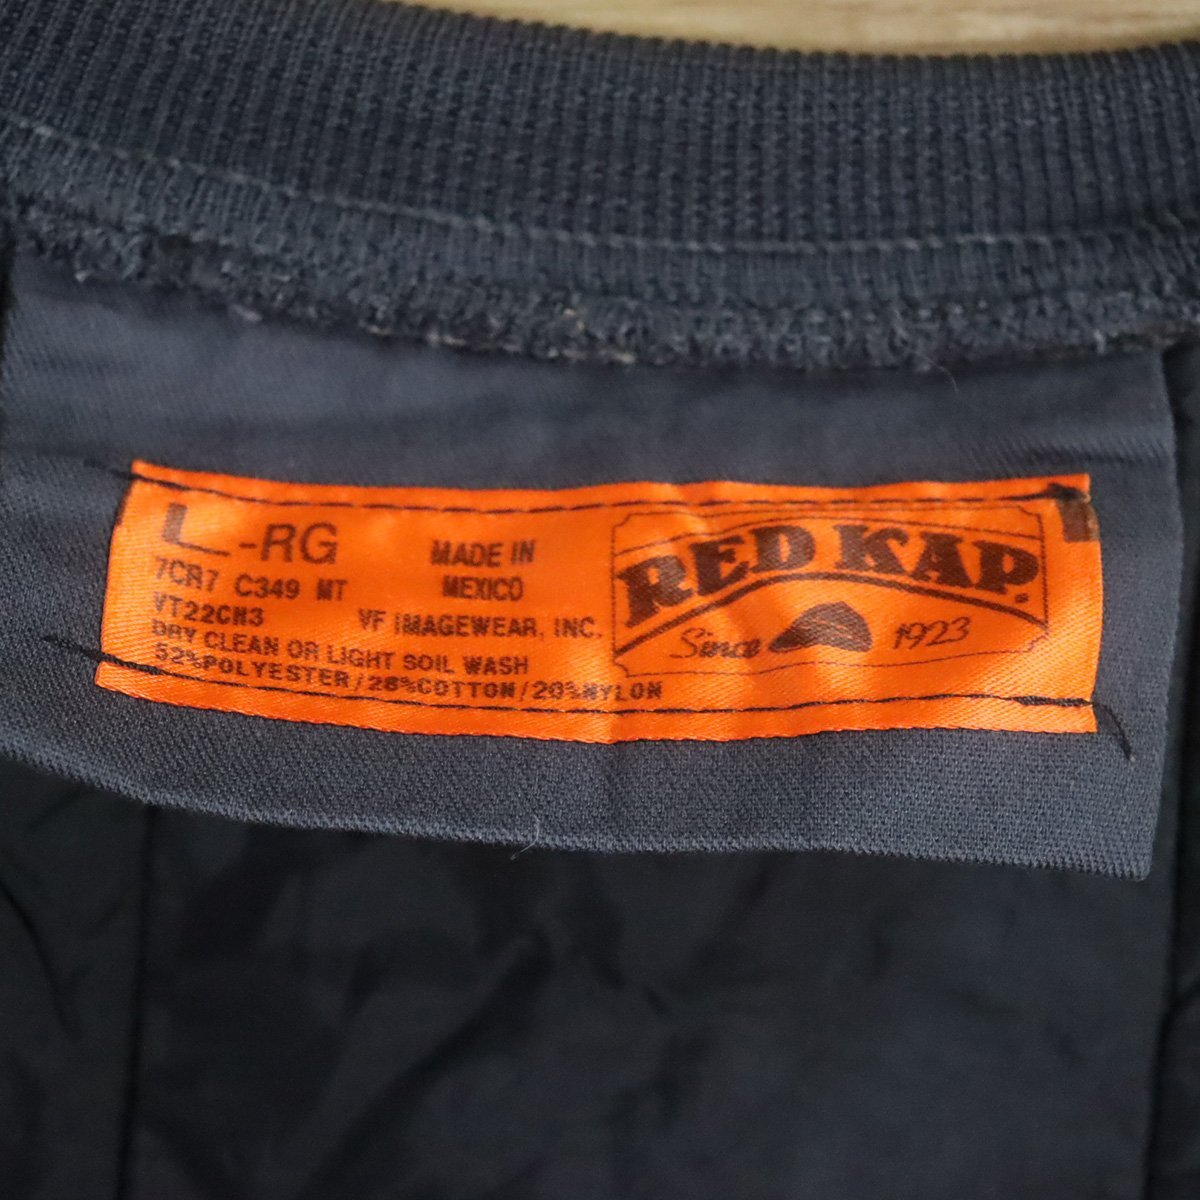 L-RG
7CR7 C349 MT
VT22CH3
MADE IN
MEXICO
VF IMAGEWEAR, INC.
DRY CLEAN OR LIGHT SOIL WASH
52%POLYESTER/28%COTTON/20%NYLON
RED KAP®
Since 1923